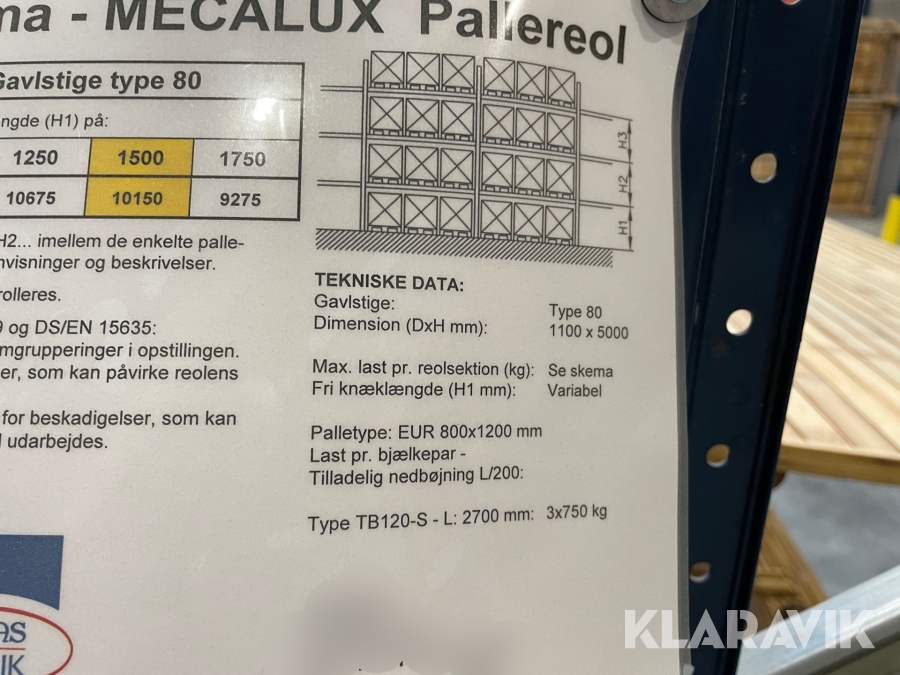 ma - MECALUX Pallereol
Gavlstige type 80
ngde (H1) på:
1250 1500 1750
10675 10150 9275
H2... imellem de enkelte palle-
nvisninger og beskrivelser.
rolleres.
9 og DS/EN 15635:
mgrupperinger i opstillingen.
er, som kan påvirke reolens
for beskadigelser, som kan
udarbejdes.
H3
H2
H1
TEKNISKE DATA:
Gavlstige: Type 80
Dimension (DxH mm): 1100 x 5000
Max. last pr. reolsektion (kg): Se skema
Fri knæklængde (H1 mm): Variabel
Palletype: EUR 800x1200 mm
Last pr. bjælkepar -
Tilladelig nedbøjning L/200:
Type TB120-S - L: 2700 mm: 3x750 kg
AS
IK
KLARAVIK